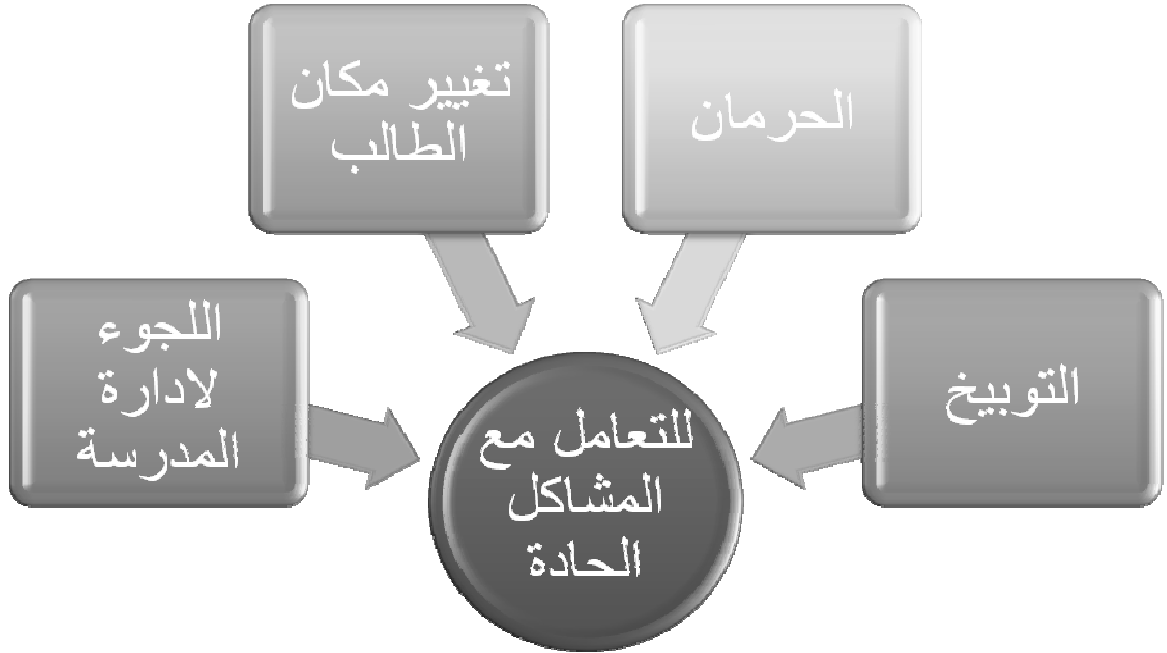 التوبيخ
الحرمان
تغيير مكان
الطالب
اللجوء
لادارة
المدرسة
للتعامل مع
المشاكل
الحادة